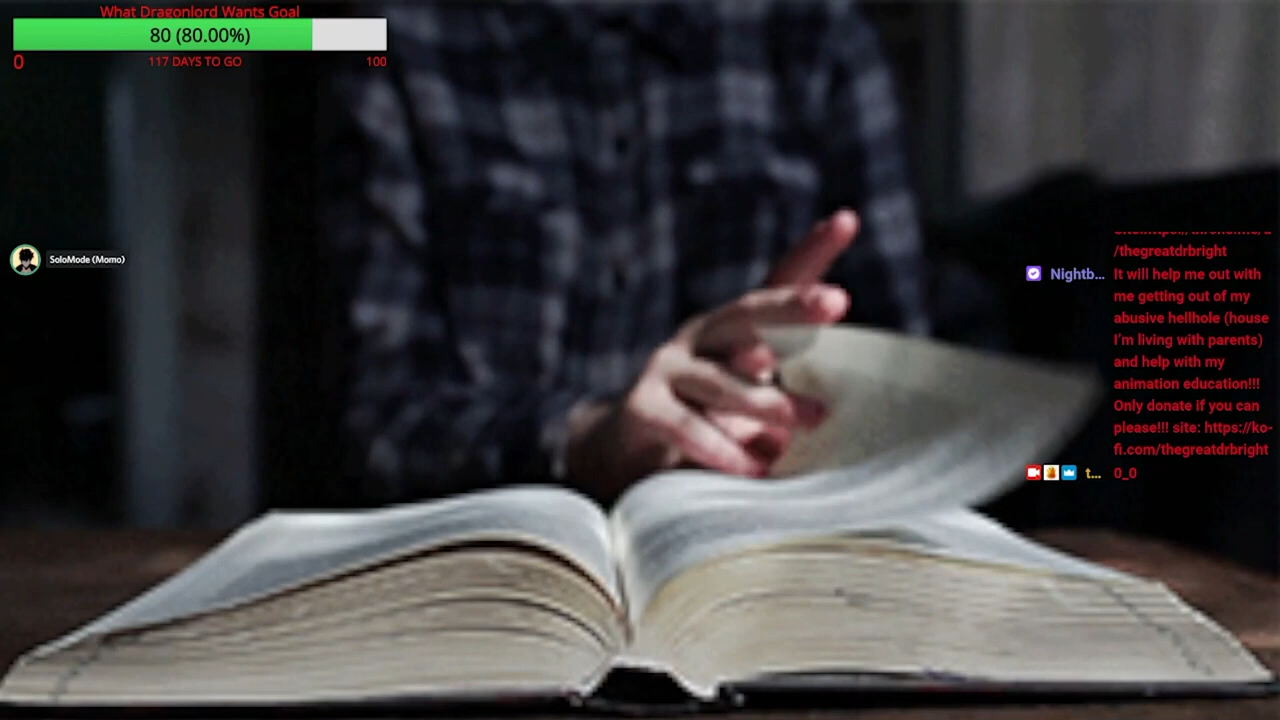 What Dragonlord Wants Goal
80 (80.00%)
0
117 DAYS TO GO
100
SoloMode (Momo)
/thegreatdrbright
Nightb... It will help me out with
me getting out of my
abusive hellhole (house
I'm living with parents)
and help with my
animation education!!!
Only donate if you can
please!!! site: https://ko-
fi.com/thegreatdrbright
t... 0_0